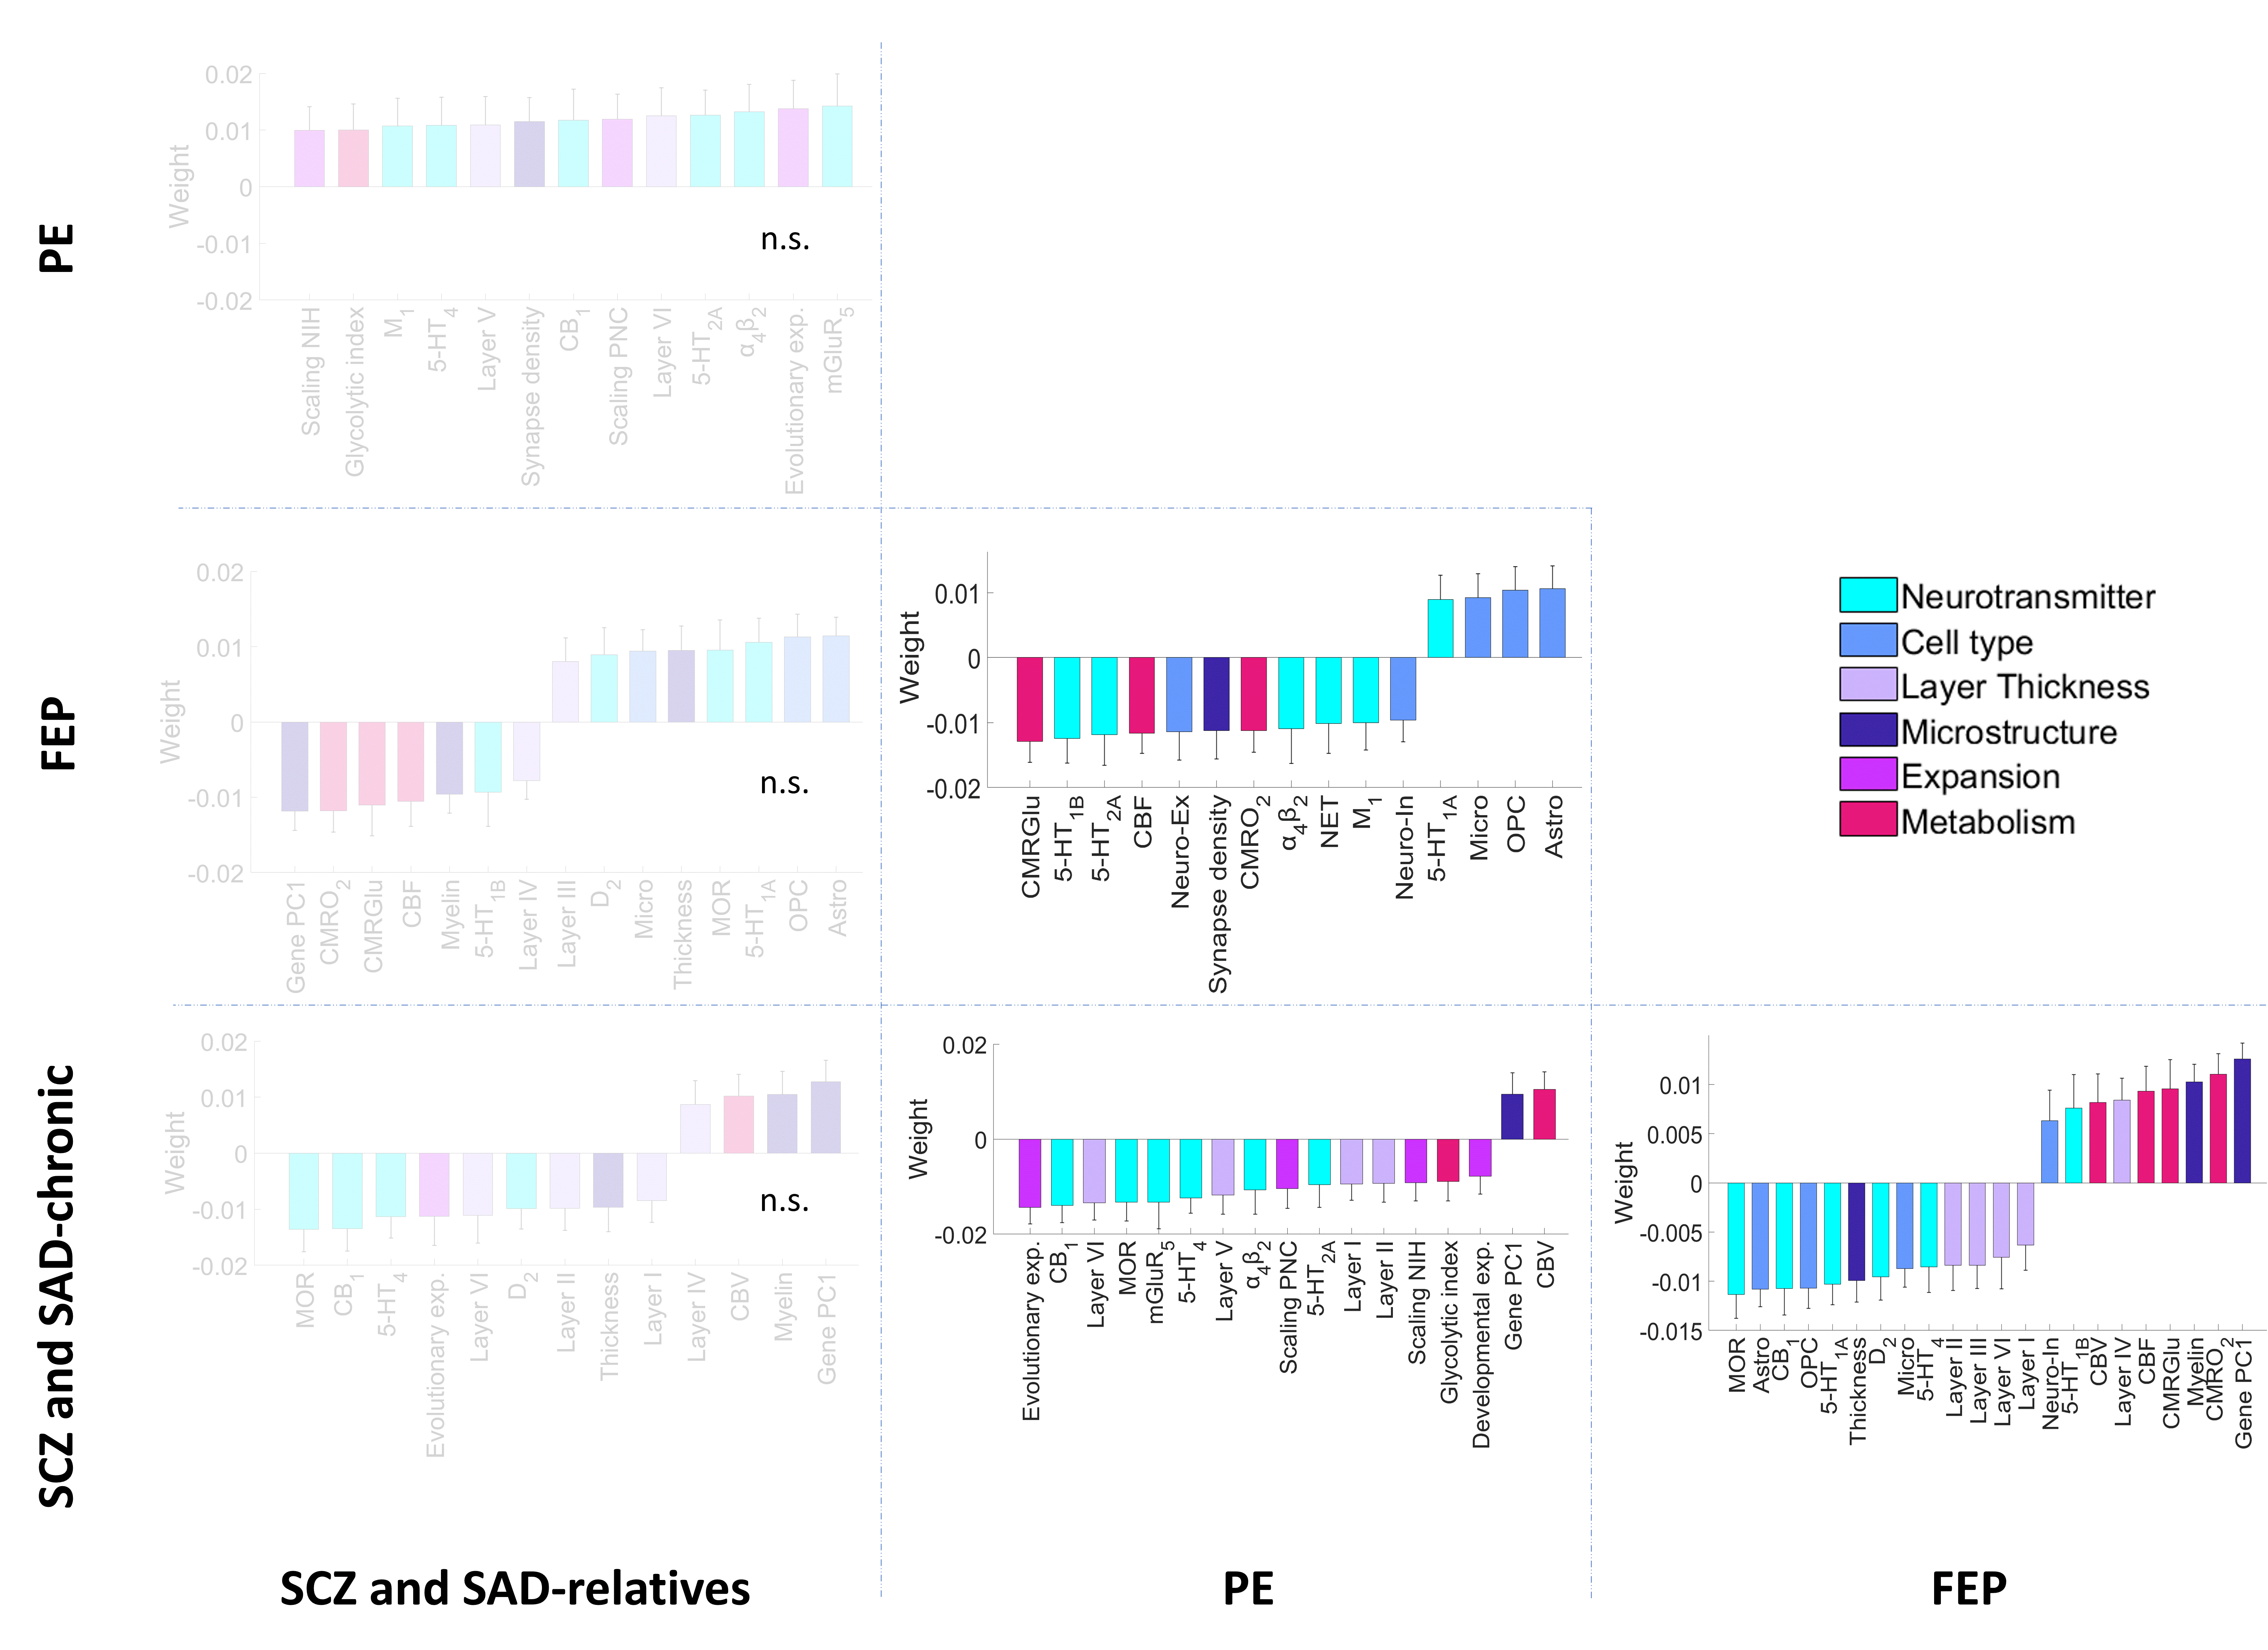 PE
Weight
0.02
0.01
0
-0.01
-0.02
n.s.
Scaling NIH
Glycolytic index
M1
5-HT4
Layer V
Synapse density
CB1
Scaling PNC
Layer VI
5-HT2A
α4β2
Evolutionary exp.
mGluR5
FEP
Weight
0.02
0.01
0
-0.01
-0.02
n.s.
Gene PC1
CMRO2
CMRGlu
CBF
Myelin
5-HT1B
Layer IV
Layer III
D2
Micro
Thickness
MOR
5-HT1A
OPC
Astro
Weight
0.01
0
-0.01
-0.02
CMRGlu
5-HT1B
5-HT2A
CBF
Neuro-Ex
Synapse density
CMRO2
α4β2
NET
M1
Neuro-In
5-HT1A
Micro
OPC
Astro
Neurotransmitter
Cell type
Layer Thickness
Microstructure
Expansion
Metabolism
SCZ and SAD-chronic
Weight
0.02
0.01
0
-0.01
-0.02
n.s.
MOR
CB1
5-HT4
Evolutionary exp.
Layer VI
D2
Layer II
Thickness
Layer I
Layer IV
CBV
Myelin
Gene PC1
Weight
0.02
0.01
0
-0.01
-0.02
Evolutionary exp.
CB1
Layer VI
MOR
mGluR5
5-HT4
Layer V
α4β2
Scaling PNC
5-HT2A
Layer I
Layer II
Scaling NIH
Glycolytic index
Developmental exp.
Gene PC1
CBV
Weight
0.01
0.005
0
-0.005
-0.01
-0.015
MOR
Astro
CB1
OPC
5-HT1A
Thickness
D2
Micro
5-HT4
Layer II
Layer III
Layer VI
Layer I
Neuro-In
5-HT1B
CBV
Layer IV
CBF
CMRGlu
Myelin
CMRO2
Gene PC1
SCZ and SAD-relatives
PE
FEP